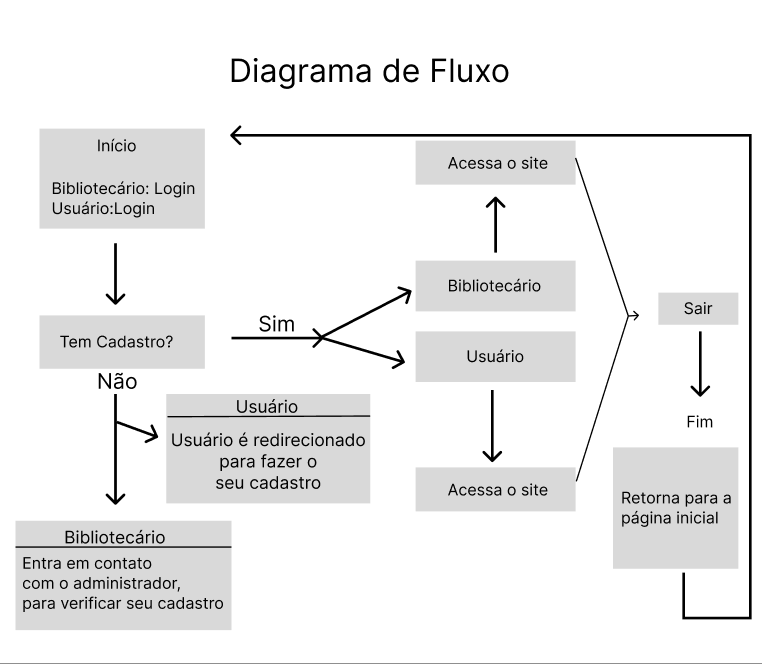 Diagrama de Fluxo
Início
Bibliotecário: Login
Usuário:Login
Tem Cadastro?
Sim
Não
Usuário
Usuário é redirecionado
para fazer o
seu cadastro
Bibliotecário
Entra em contato
com o administrador,
para verificar seu cadastro
Acessa o site
Bibliotecário
Usuário
Acessa o site
Sair
Fim
Retorna para a
página inicial